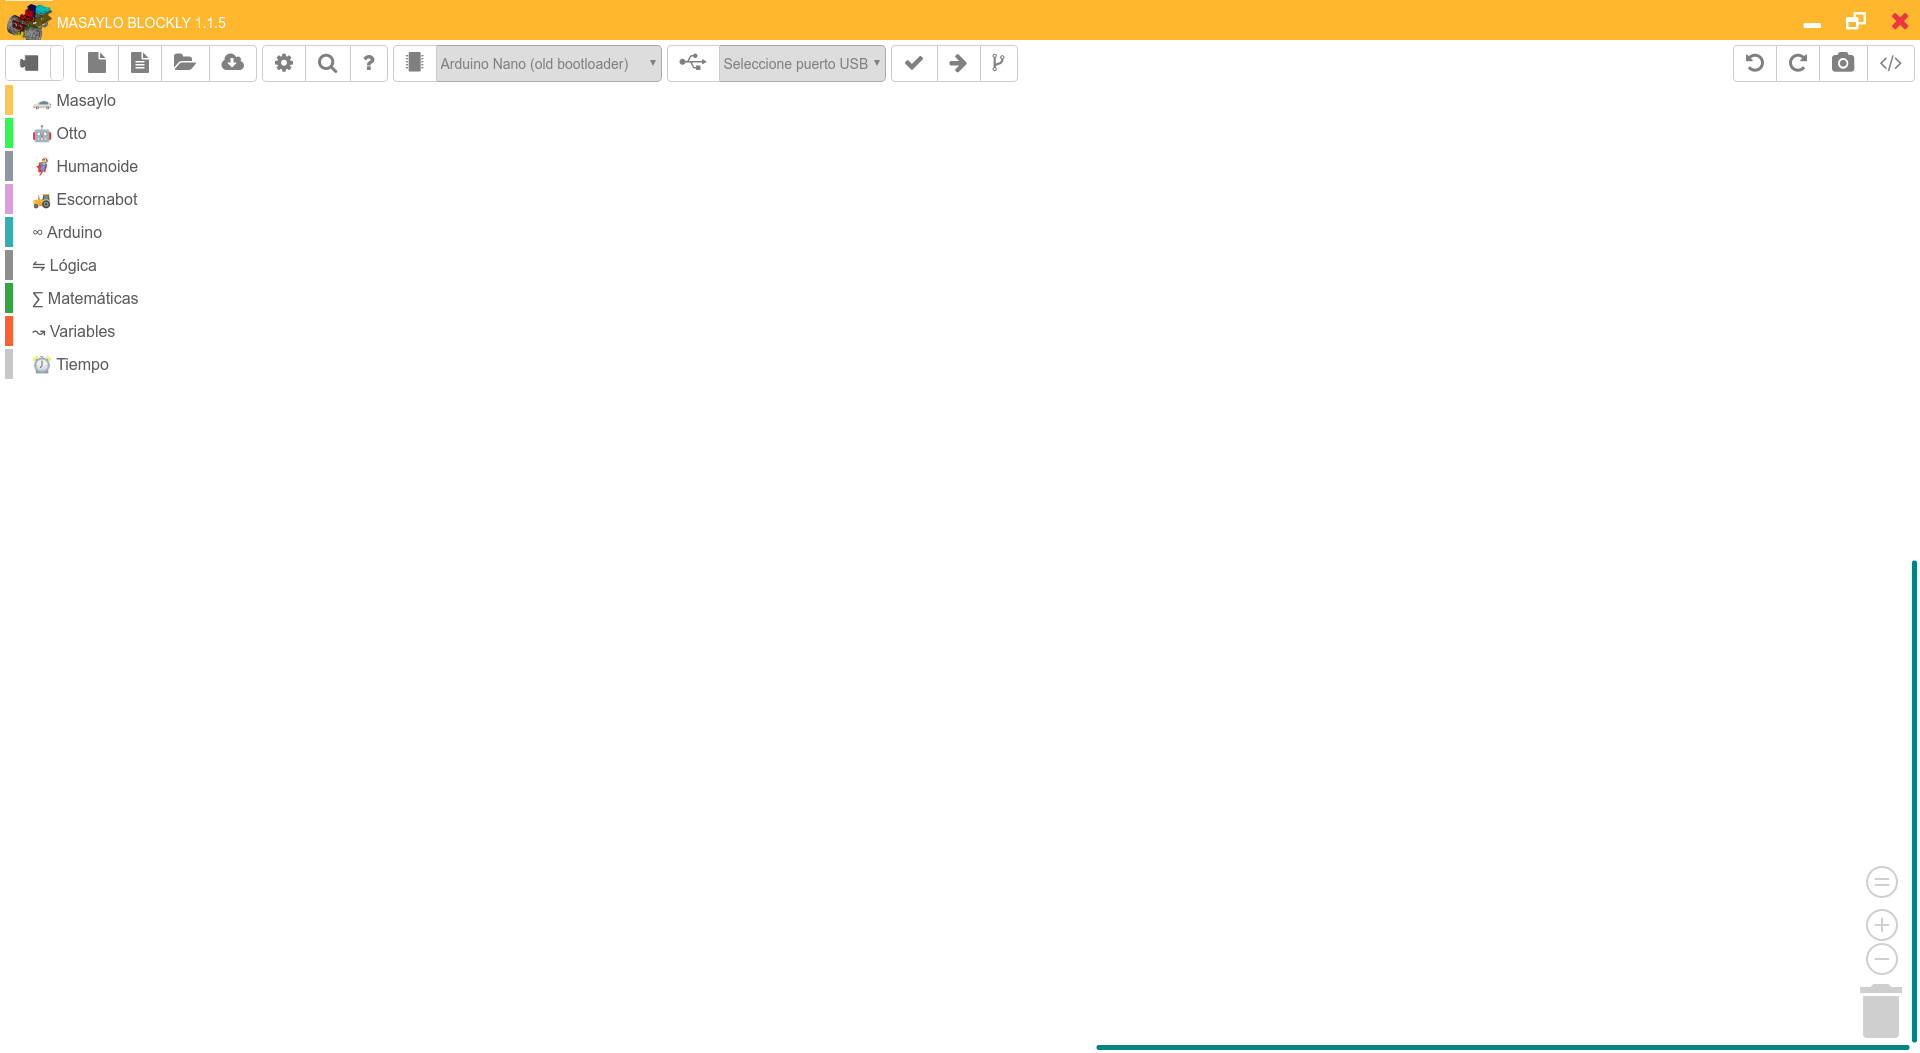 MASAYLO BLOCKLY 1.1.5
Arduino Nano (old bootloader)
Seleccione puerto USB
Masaylo
Otto
Humanoide
Escornabot
∞ Arduino
⇋ Lógica
∑ Matemáticas
↝ Variables
Tiempo